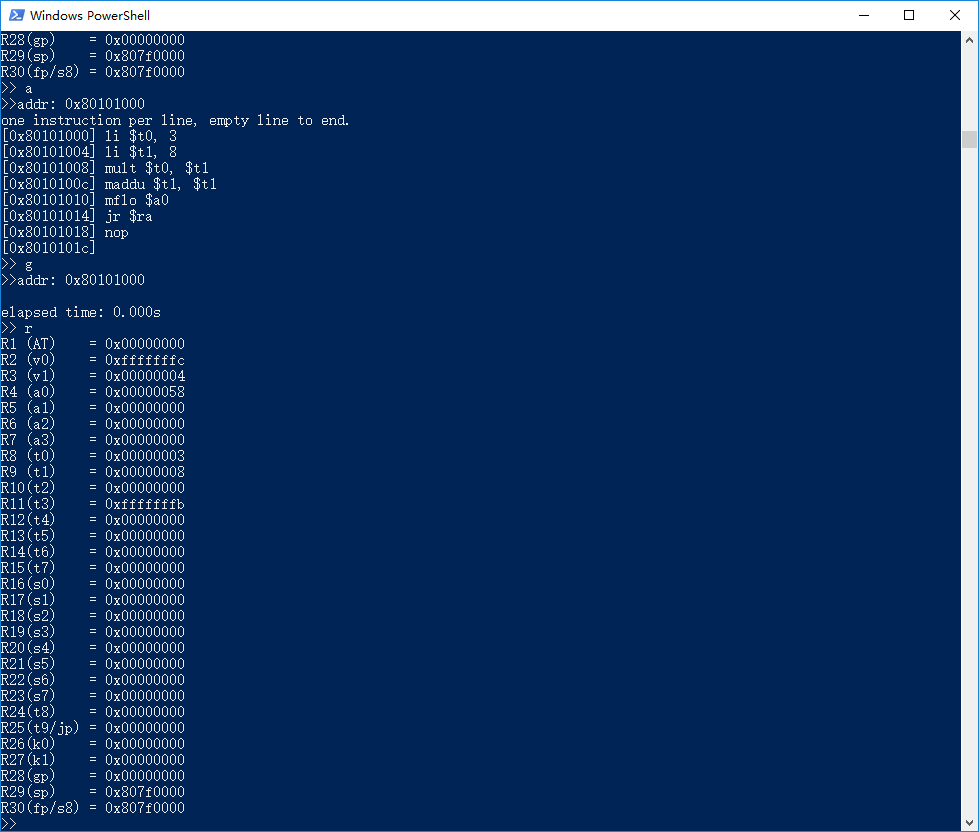 Windows PowerShell
R28(gp)    = 0x00000000
R29(sp)    = 0x807f0000
R30(fp/s8) = 0x807f0000
>> a
>>addr: 0x80101000
one instruction per line, empty line to end.
[0x80101000] li $t0, 3
[0x80101004] li $t1, 8
[0x80101008] mult $t0, $t1
[0x8010100c] maddu $t1, $t1
[0x80101010] mflo $a0
[0x80101014] jr $ra
[0x80101018] nop
[0x8010101c]
>> g
>>addr: 0x80101000
elapsed time: 0.000s
>> r
R1 (AT)    = 0x00000000
R2 (v0)    = 0xfffffffc
R3 (v1)    = 0x00000004
R4 (a0)    = 0x00000058
R5 (a1)    = 0x00000000
R6 (a2)    = 0x00000000
R7 (a3)    = 0x00000000
R8 (t0)    = 0x00000003
R9 (t1)    = 0x00000008
R10(t2)    = 0x00000000
R11(t3)    = 0xfffffffb
R12(t4)    = 0x00000000
R13(t5)    = 0x00000000
R14(t6)    = 0x00000000
R15(t7)    = 0x00000000
R16(s0)    = 0x00000000
R17(s1)    = 0x00000000
R18(s2)    = 0x00000000
R19(s3)    = 0x00000000
R20(s4)    = 0x00000000
R21(s5)    = 0x00000000
R22(s6)    = 0x00000000
R23(s7)    = 0x00000000
R24(t8)    = 0x00000000
R25(t9/jp) = 0x00000000
R26(k0)    = 0x00000000
R27(k1)    = 0x00000000
R28(gp)    = 0x00000000
R29(sp)    = 0x807f0000
R30(fp/s8) = 0x807f0000
>>